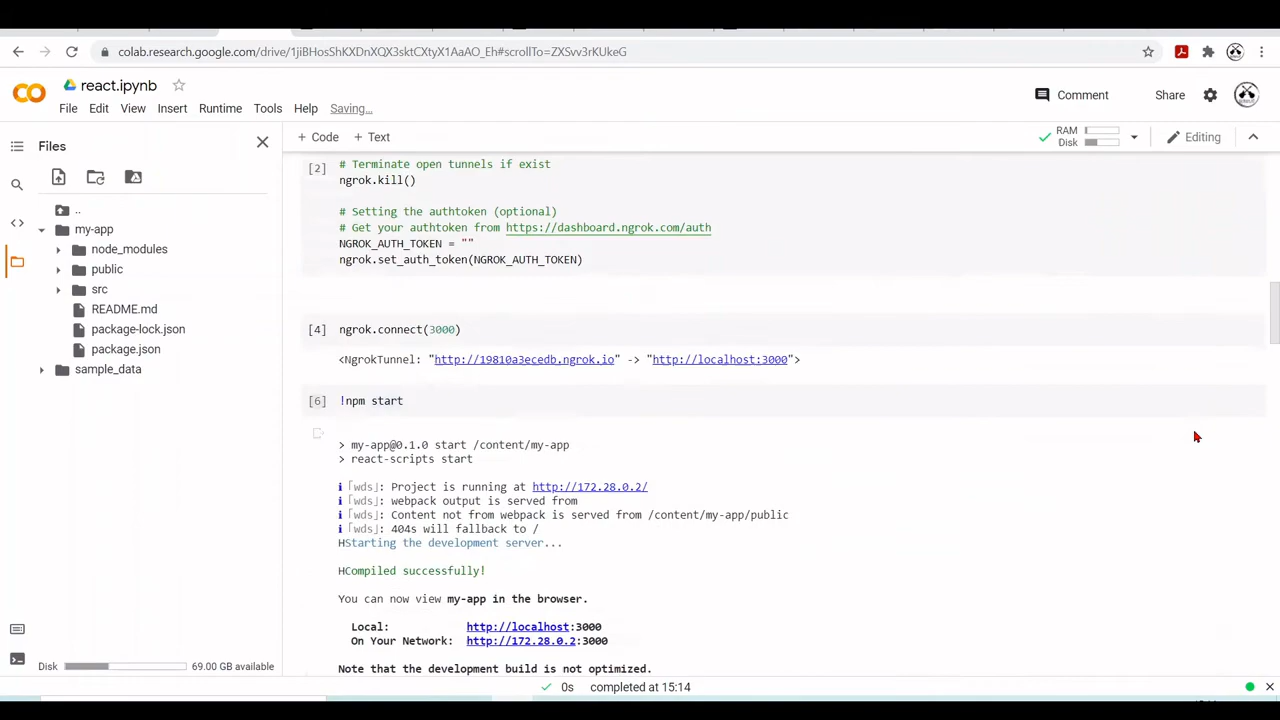 colab.research.google.com/drive/1jiBHosShKXDnXQX3sktCXtyX1AaAO_Eh#scrollTo=ZXSvv3rKUkeG
react.ipynb
File Edit View Insert Runtime Tools Help Saving...
Comment Share
Files
+ Code + Text
RAM
Disk
Editing
..
my-app
node_modules
public
src
README.md
package-lock.json
package.json
sample_data
Disk 69.00 GB available
[2] # Terminate open tunnels if exist
ngrok.kill()
# Setting the authtoken (optional)
# Get your authtoken from https://dashboard.ngrok.com/auth
NGROK_AUTH_TOKEN = ""
ngrok.set_auth_token(NGROK_AUTH_TOKEN)
[4] ngrok.connect(3000)
<NgrokTunnel: "http://19810a3ecedb.ngrok.io" -> "http://localhost:3000">
[6] !npm start
> my-app@0.1.0 start /content/my-app
> react-scripts start
ℹ ｢wds｣: Project is running at http://172.28.0.2/
ℹ ｢wds｣: webpack output is served from
ℹ ｢wds｣: Content not from webpack is served from /content/my-app/public
ℹ ｢wds｣: 404s will fallback to /
HStarting the development server...
HCompiled successfully!
You can now view my-app in the browser.
Local: http://localhost:3000
On Your Network: http://172.28.0.2:3000
Note that the development build is not optimized.
0s completed at 15:14